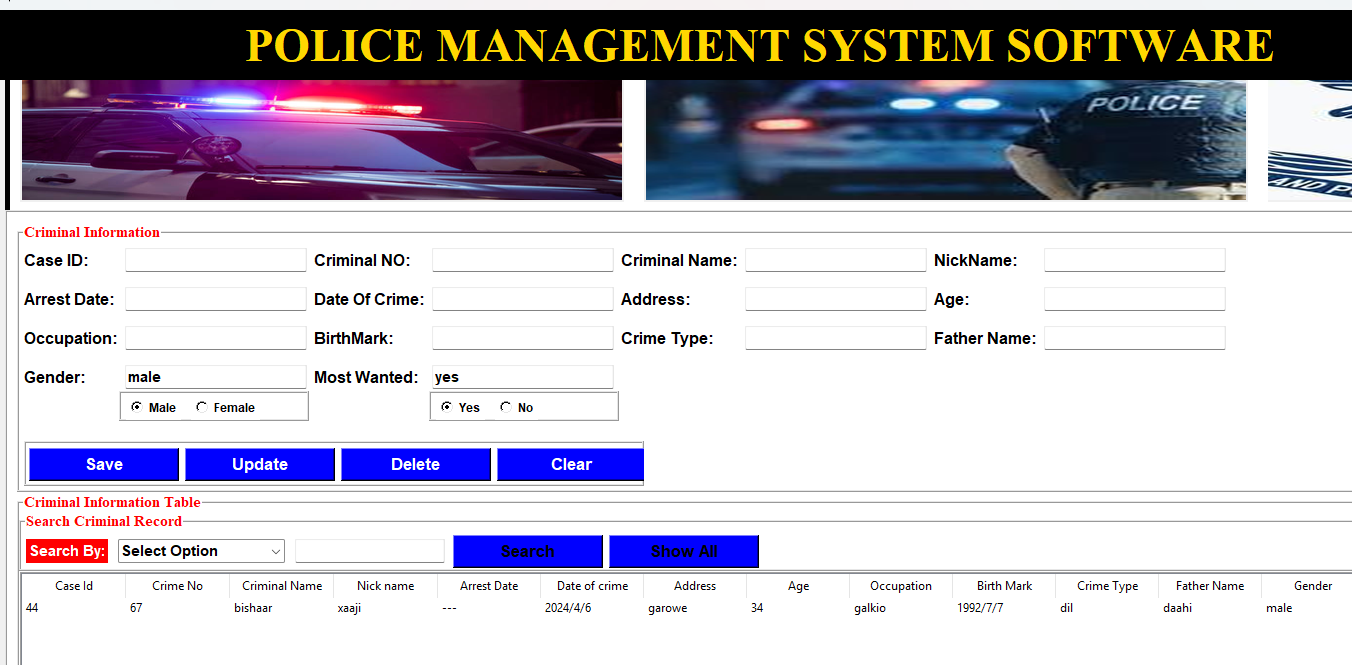 POLICE MANAGEMENT SYSTEM SOFTWARE
POLICE
AND
Criminal Information
Case ID: Criminal NO: Criminal Name: NickName:
Arrest Date: Date Of Crime: Address: Age:
Occupation: BirthMark: Crime Type: Father Name:
Gender: male Most Wanted: yes
Male Female Yes No
Save Update Delete Clear
Criminal Information Table
Search Criminal Record
Search By: Select Option Search Show All
Case Id Crime No Criminal Name Nick name Arrest Date Date of crime Address Age Occupation Birth Mark Crime Type Father Name Gender
44 67 bishaar xaaji --- 2024/4/6 garowe 34 galkio 1992/7/7 dil daahi male